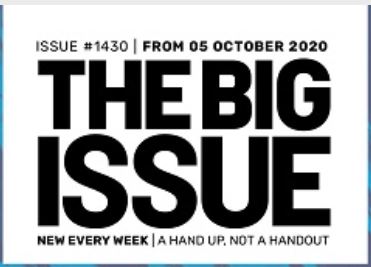 ISSUE #1430 | FROM 05 OCTOBER 2020
THE BIG
ISSUE
NEW EVERY WEEK | A HAND UP, NOT A HANDOUT